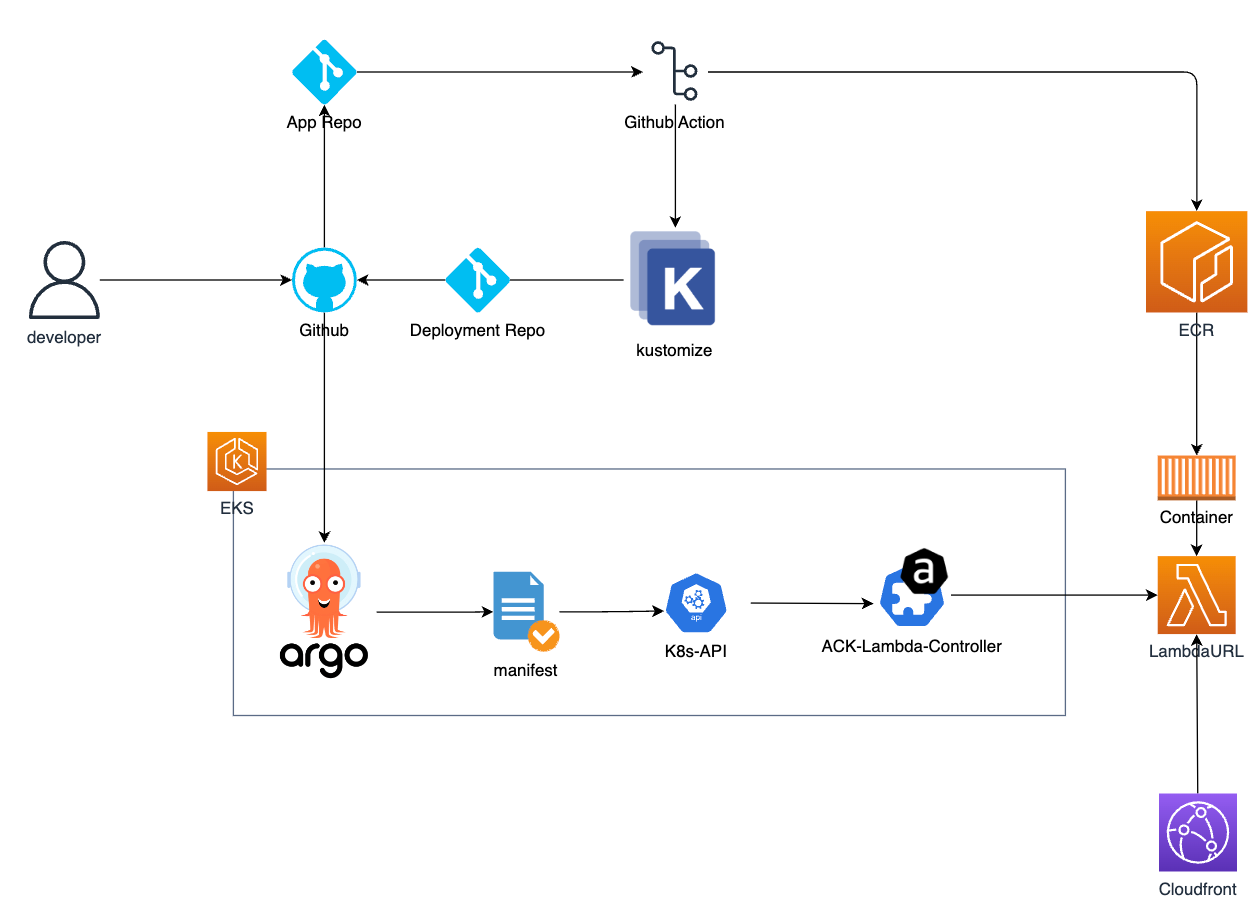 App Repo
Github Action
K
developer
Github
Deployment Repo
kustomize
ECR
K
EKS
Container
a
api
argo
manifest
K8s-API
ACK-Lambda-Controller
LambdaURL
Cloudfront